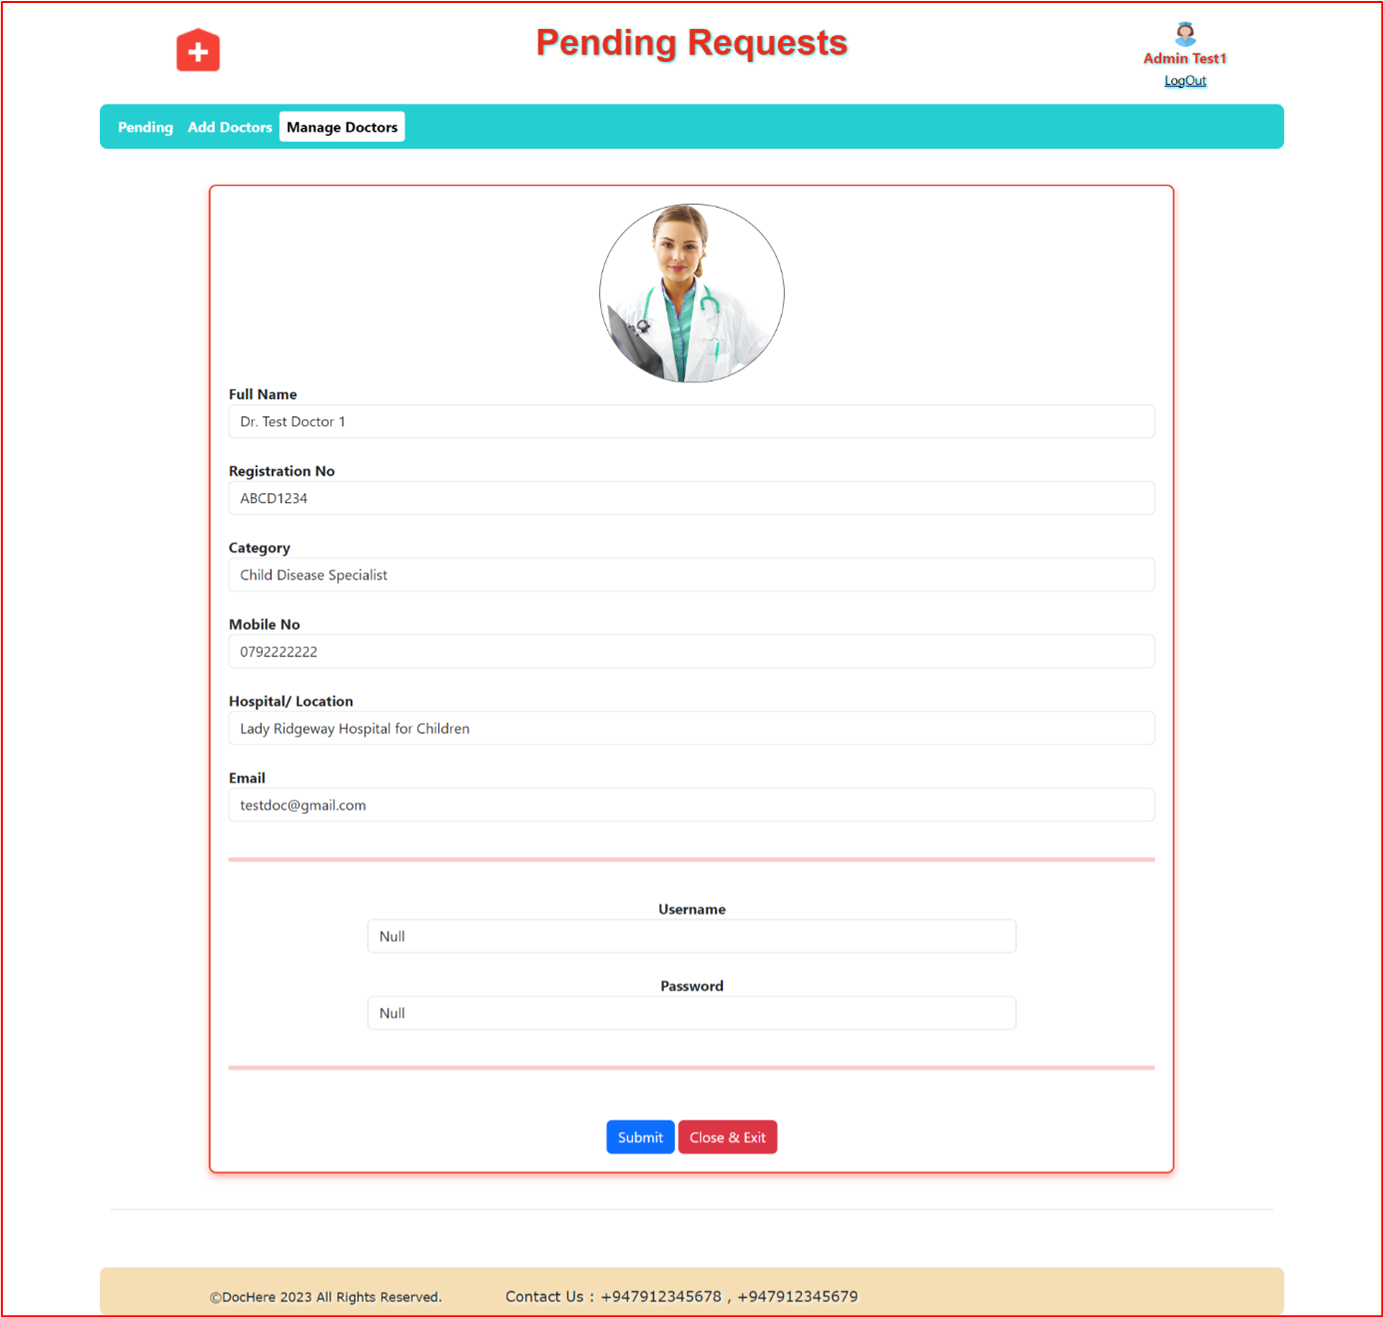 Pending Requests
Admin Test1
LogOut
Pending Add Doctors Manage Doctors
Full Name
Dr. Test Doctor 1
Registration No
ABCD1234
Category
Child Disease Specialist
Mobile No
0792222222
Hospital/ Location
Lady Ridgeway Hospital for Children
Email
testdoc@gmail.com
Username
Null
Password
Null
Submit Close & Exit
©DocHere 2023 All Rights Reserved. Contact Us : +947912345678 , +947912345679